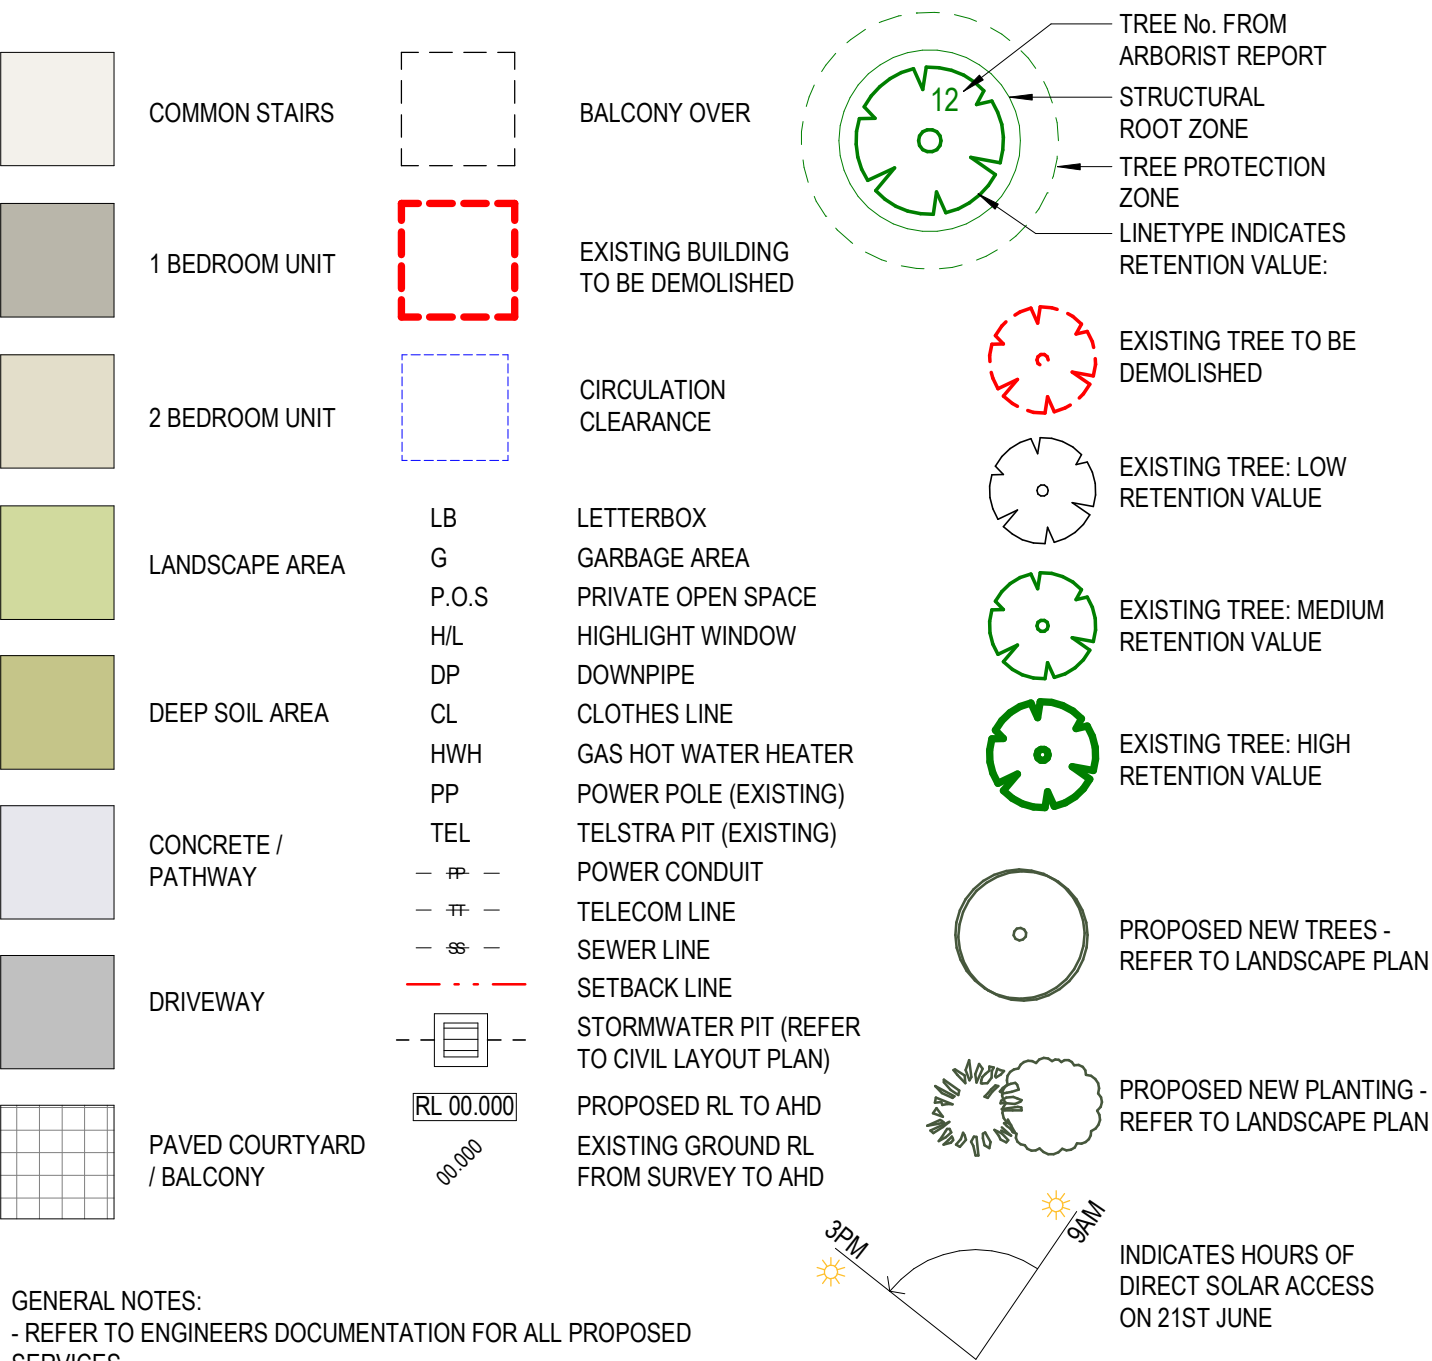 COMMON STAIRS
1 BEDROOM UNIT
2 BEDROOM UNIT
LANDSCAPE AREA
DEEP SOIL AREA
CONCRETE /
PATHWAY
DRIVEWAY
PAVED COURTYARD
/ BALCONY
BALCONY OVER
EXISTING BUILDING
TO BE DEMOLISHED
CIRCULATION
CLEARANCE
LB LETTERBOX
G GARBAGE AREA
P.O.S PRIVATE OPEN SPACE
H/L HIGHLIGHT WINDOW
DP DOWNPIPE
CL CLOTHES LINE
HWH GAS HOT WATER HEATER
PP POWER POLE (EXISTING)
TEL TELSTRA PIT (EXISTING)
PP POWER CONDUIT
TT TELECOM LINE
SS SEWER LINE
SETBACK LINE
STORMWATER PIT (REFER
TO CIVIL LAYOUT PLAN)
RL 00.000 PROPOSED RL TO AHD
00.000 EXISTING GROUND RL
FROM SURVEY TO AHD
12
TREE No. FROM
ARBORIST REPORT
STRUCTURAL
ROOT ZONE
TREE PROTECTION
ZONE
LINETYPE INDICATES
RETENTION VALUE:
EXISTING TREE TO BE
DEMOLISHED
EXISTING TREE: LOW
RETENTION VALUE
EXISTING TREE: MEDIUM
RETENTION VALUE
EXISTING TREE: HIGH
RETENTION VALUE
PROPOSED NEW TREES -
REFER TO LANDSCAPE PLAN
PROPOSED NEW PLANTING -
REFER TO LANDSCAPE PLAN
3PM
9AM
INDICATES HOURS OF
DIRECT SOLAR ACCESS
ON 21ST JUNE
GENERAL NOTES:
- REFER TO ENGINEERS DOCUMENTATION FOR ALL PROPOSED
SERVICES